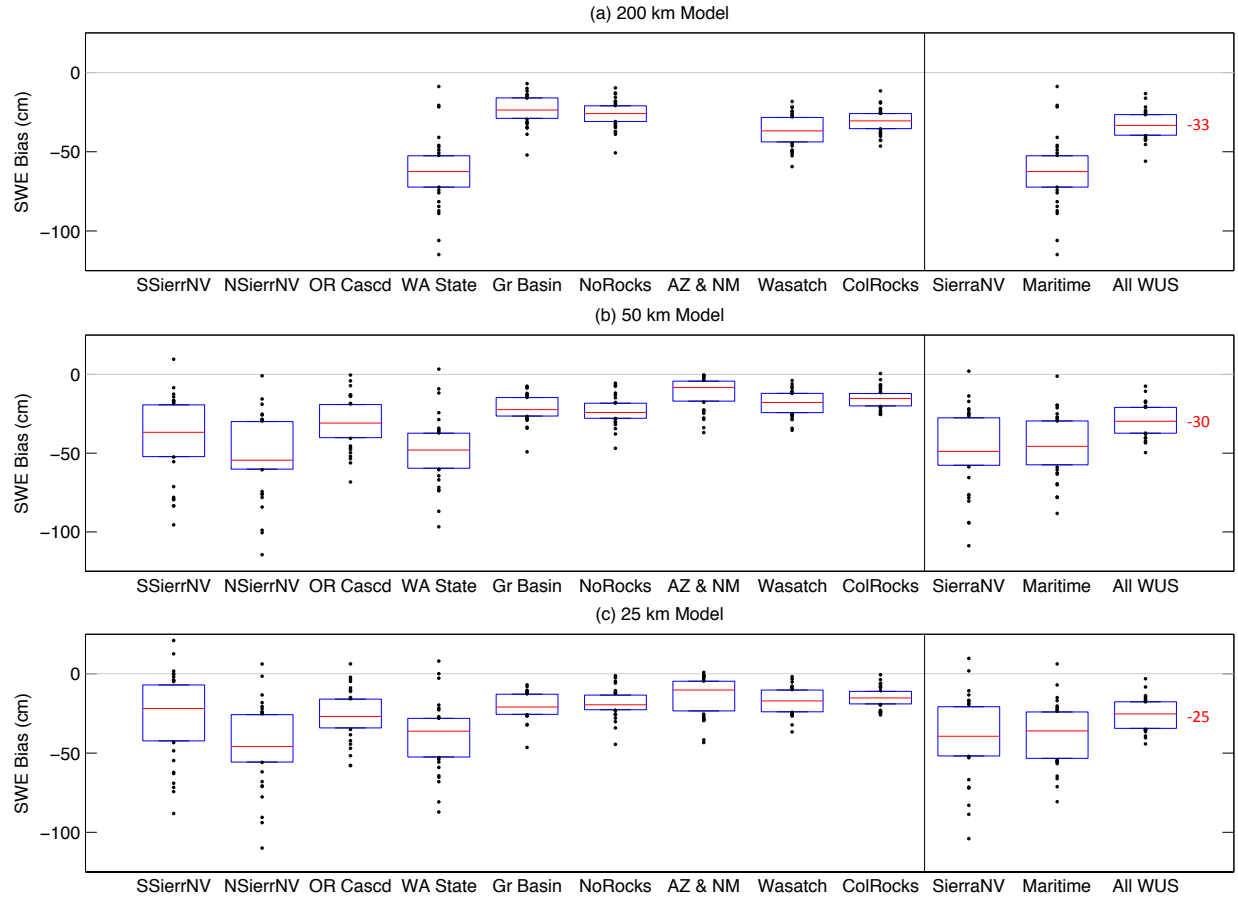 (a) 200 km Model
SWE Bias (cm)
0
−50
−100
-33
SSierrNV NSierrNV OR Cascd WA State Gr Basin NoRocks AZ & NM Wasatch ColRocks SierraNV Maritime All WUS
(b) 50 km Model
SWE Bias (cm)
0
−50
−100
-30
SSierrNV NSierrNV OR Cascd WA State Gr Basin NoRocks AZ & NM Wasatch ColRocks SierraNV Maritime All WUS
(c) 25 km Model
SWE Bias (cm)
0
−50
−100
-25
SSierrNV NSierrNV OR Cascd WA State Gr Basin NoRocks AZ & NM Wasatch ColRocks SierraNV Maritime All WUS